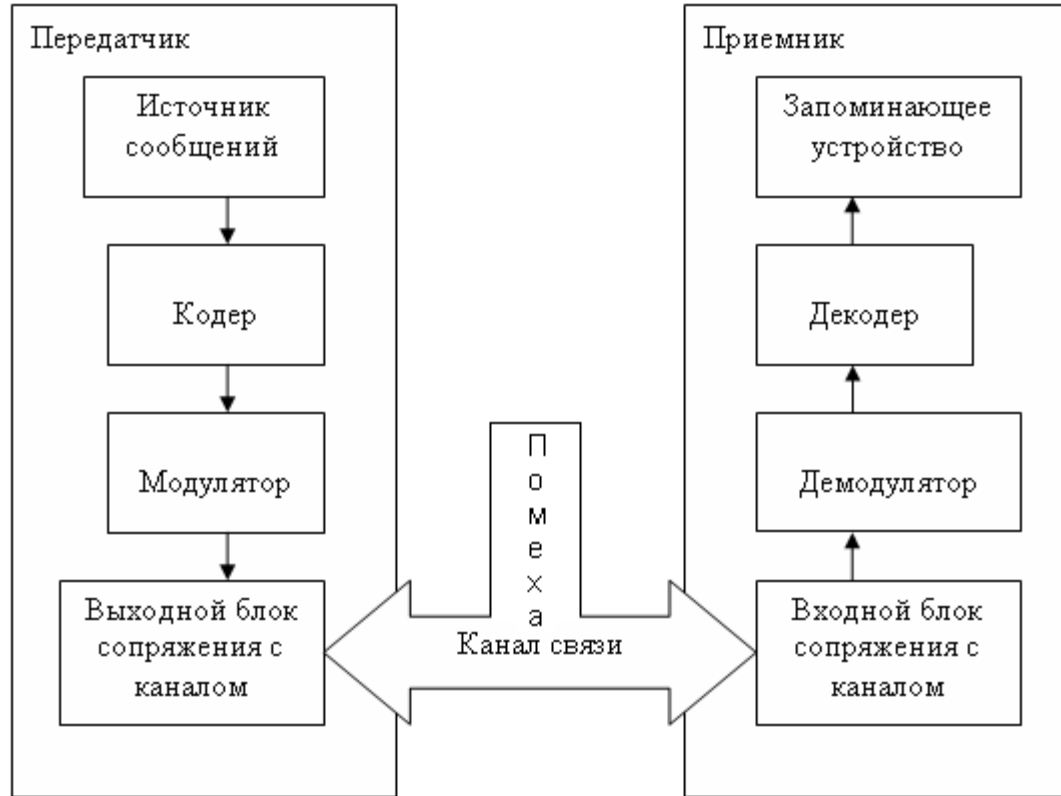 Передатчик
Источник
сообщений
Кодер
Модулятор
Выходной блок
сопряжения с
каналом
Помеха
Канал связи
Приемник
Запоминающее
устройство
Декодер
Демодулятор
Входной блок
сопряжения с
каналом